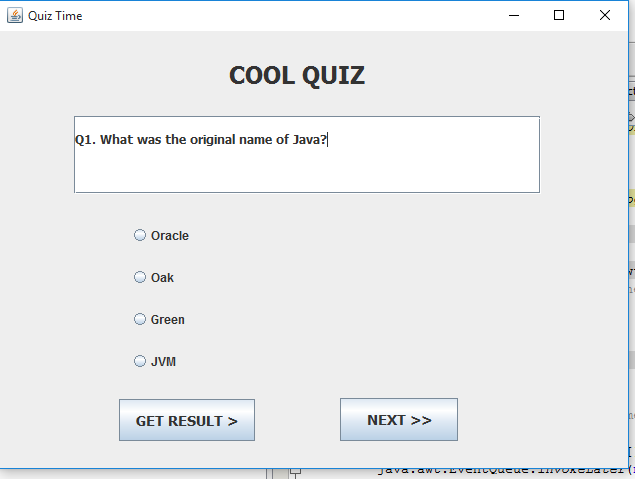 Quiz Time
COOL QUIZ
Q1. What was the original name of Java?
Oracle
Oak
Green
JVM
GET RESULT >
NEXT >>
java.awt.EventQueue.invokeLater(